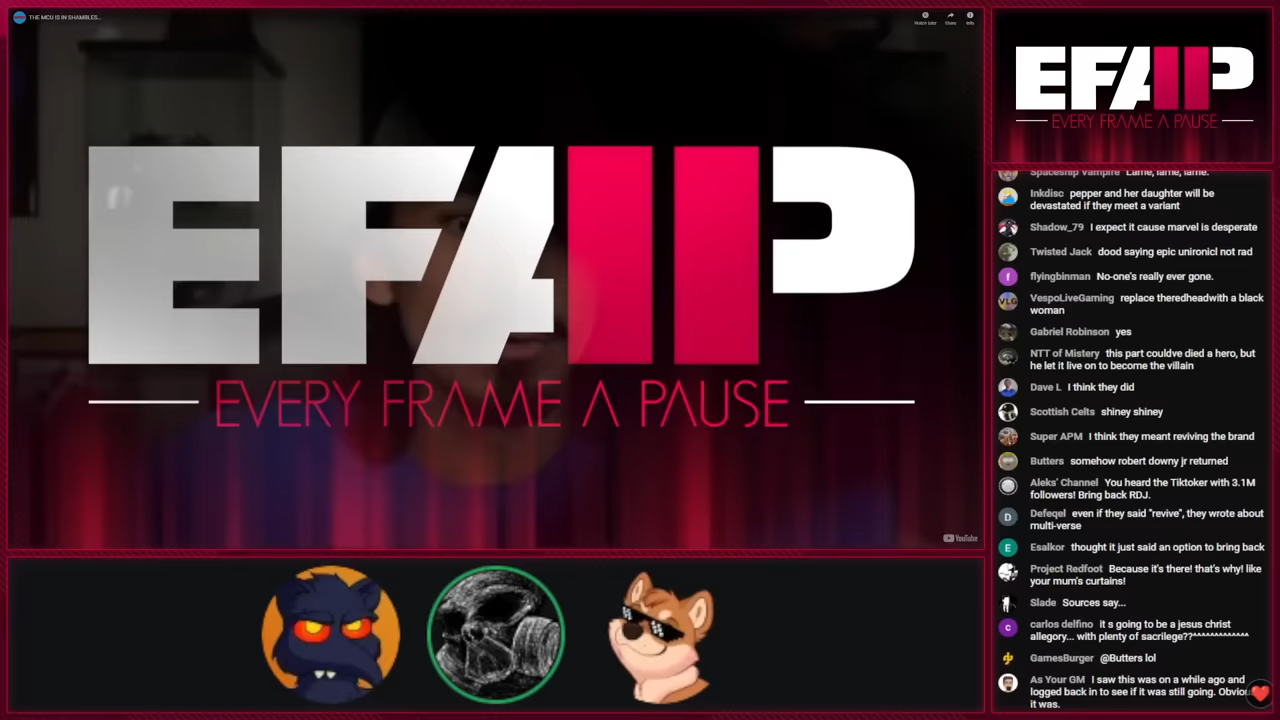 THE MCU IS IN SHAMBLES...
Watch later
Share
Info
EFAP
EVERY FRAME A PAUSE
YouTube
EFAP
EVERY FRAME A PAUSE
Spaceship Vampire Lame, lame, lame.
Inkdisc pepper and her daughter will be
devastated if they meet a variant
Shadow_79 I expect it cause marvel is desperate
Twisted Jack dood saying epic unironicl not rad
f
flyingbinman No-one's really ever gone.
VLG
VespoLiveGaming replace theredheadwith a black
woman
Gabriel Robinson yes
NTT of Mistery this part couldve died a hero, but
he let it live on to become the villain
Dave L I think they did
Scottish Celts shiney shiney
Super APM I think they meant reviving the brand
Butters somehow robert downy jr returned
Aleks' Channel You heard the Tiktoker with 3.1M
followers! Bring back RDJ.
D
Defeqel even if they said "revive", they wrote about
multi-verse
E
Esalkor thought it just said an option to bring back
Project Redfoot Because it's there! that's why! like
your mum's curtains!
Slade Sources say...
c
carlos delfino it s going to be a jesus christ
allegory... with plenty of sacrilege??^^^^^^^^^^^^^
GamesBurger @Butters lol
As Your GM I saw this was on a while ago and
logged back in to see if it was still going.
it was.